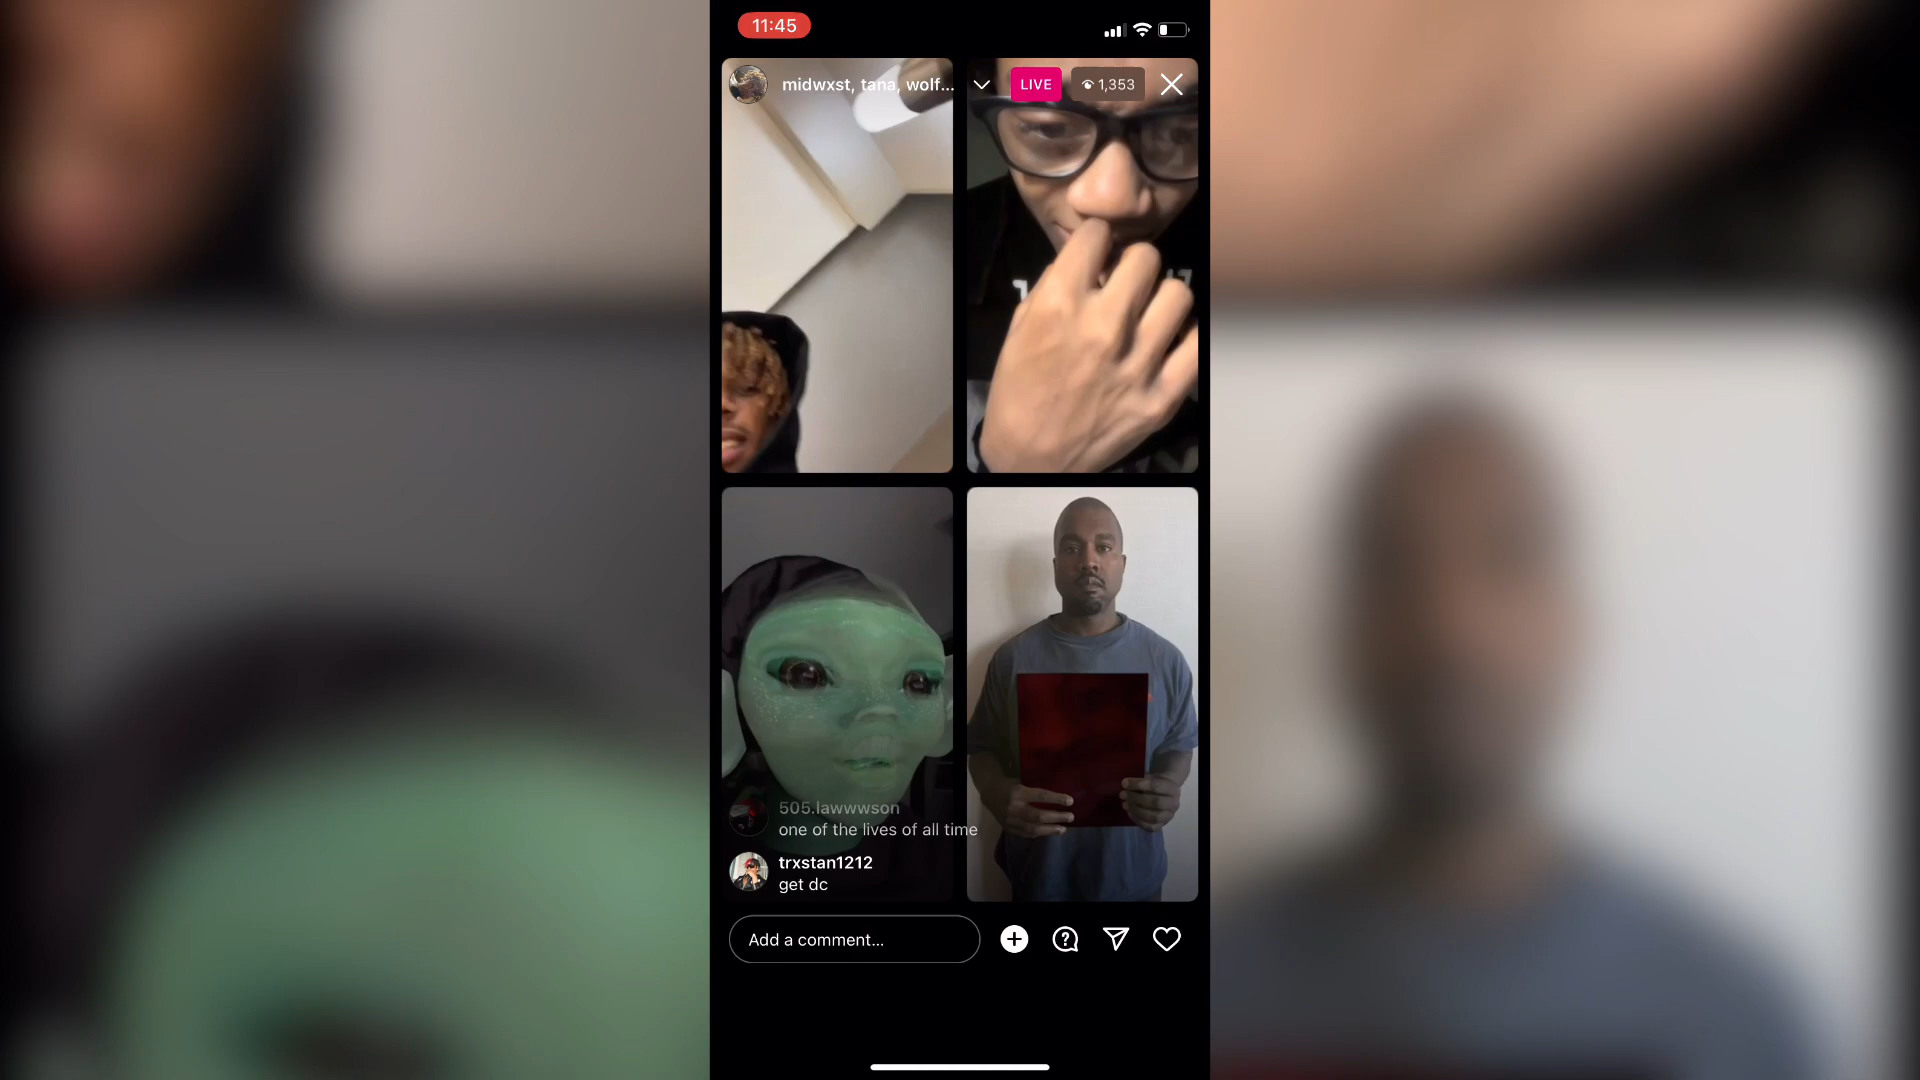 11:45
midwxst, tana, wolf...
LIVE
1,353
505.lawwwson
one of the lives of all time
trxstan1212
get dc
Add a comment...